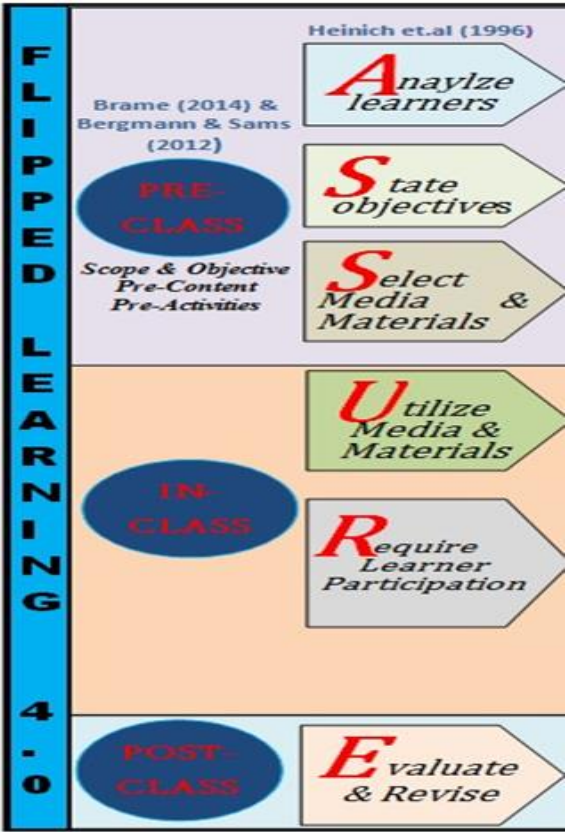 FLIPPED LEARNING 4.0
Heinich et.al (1996)
Brame (2014) &
Bergmann & Sams
(2012)
PRE-
CLASS
Scope & Objective
Pre-Content
Pre-Activities
Anaylze
learners
State
objectives
Select
Media &
Materials
IN-
CLASS
Utilize
Media &
Materials
Require
Learner
Participation
POST-
CLASS
Evaluate
& Revise